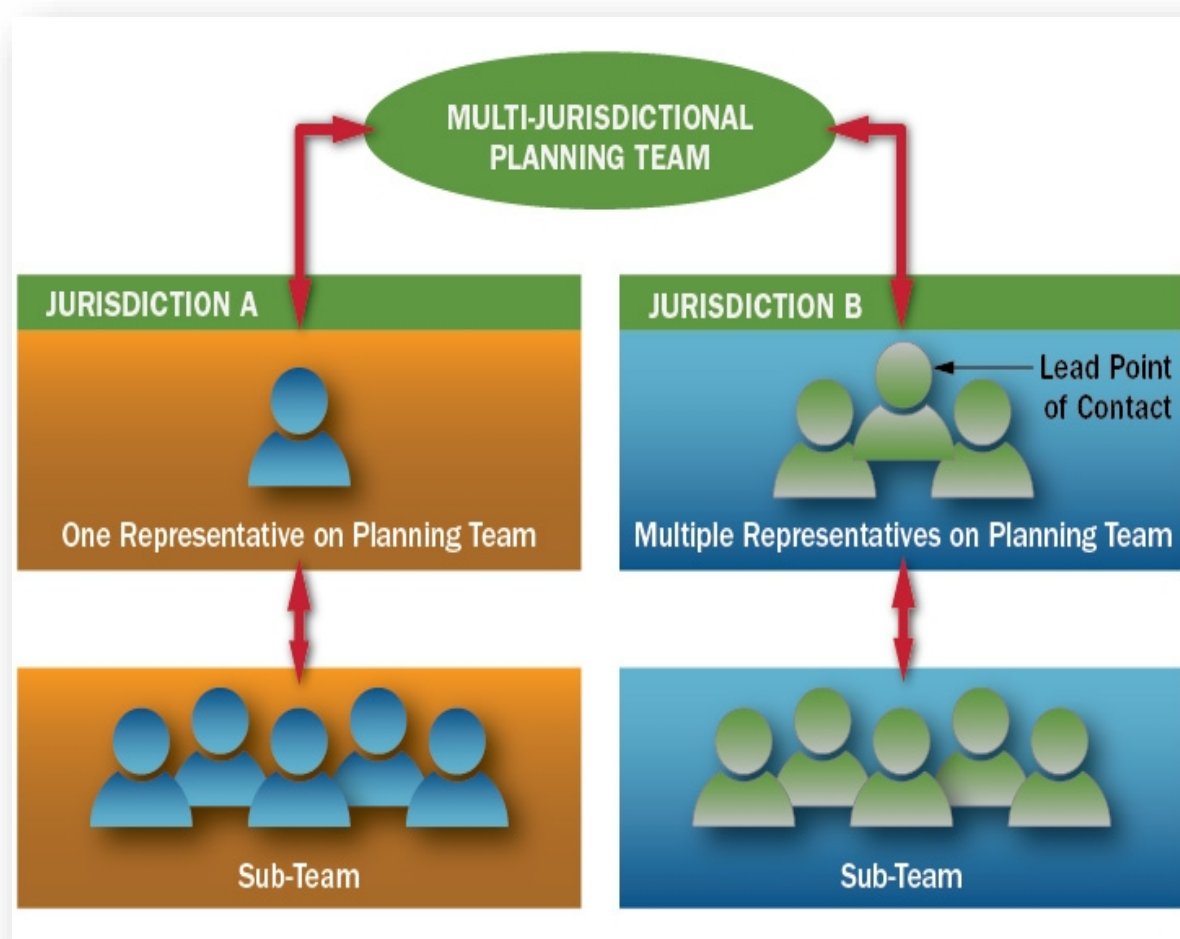 MULTI-JURISDICTIONAL
PLANNING TEAM
JURISDICTION A
JURISDICTION B
Lead Point
of Contact
One Representative on Planning Team
Multiple Representatives on Planning Team
Sub-Team
Sub-Team